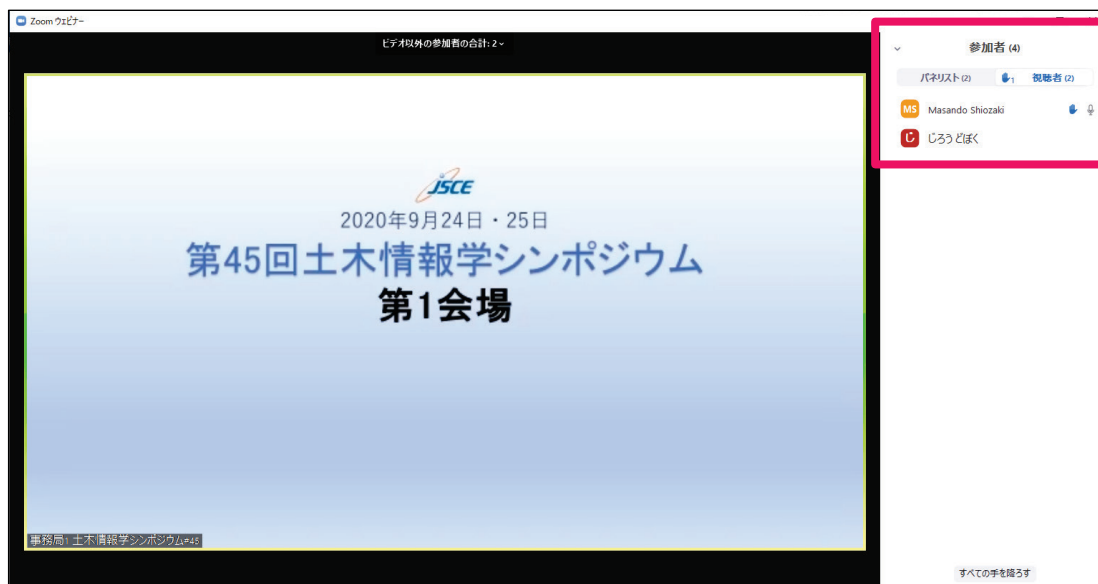 Zoom ウェビナー
ビデオ以外の参加者の合計: 2
JSCE
2020年9月24日・25日
第45回土木情報学シンポジウム
第1会場
事務局1 土木情報学シンポジウム#45
参加者 (4)
パネリスト (2) 1 視聴者 (2)
MS Masando Shiozaki
じ じろう どぼく
すべての手を降ろす